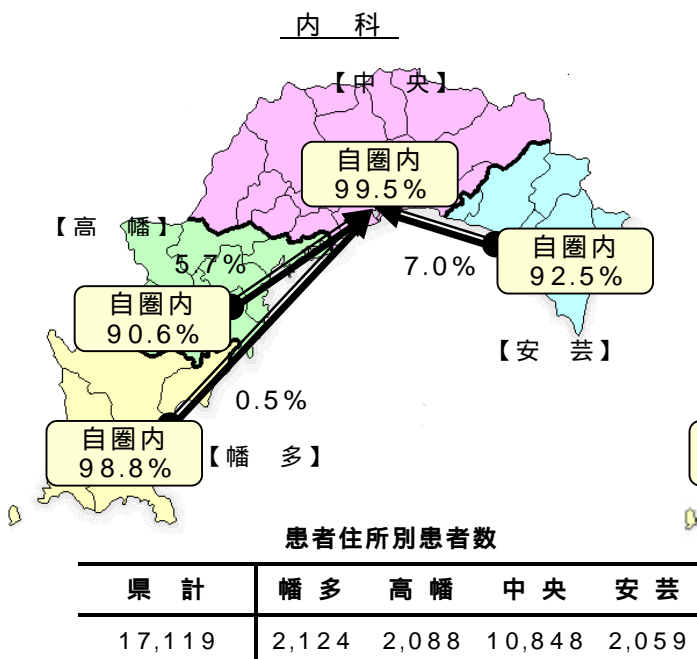 内　科
【中　央】
自圏内
99.5%
【高　幡】
5.7%
7.0%
自圏内
92.5%
自圏内
90.6%
【安　芸】
0.5%
自圏内
98.8%
【幡　多】
患者住所別患者数
県　計　幡 多　高 幡　中 央　安 芸
17,119　2,124　2,088　10,848　2,059